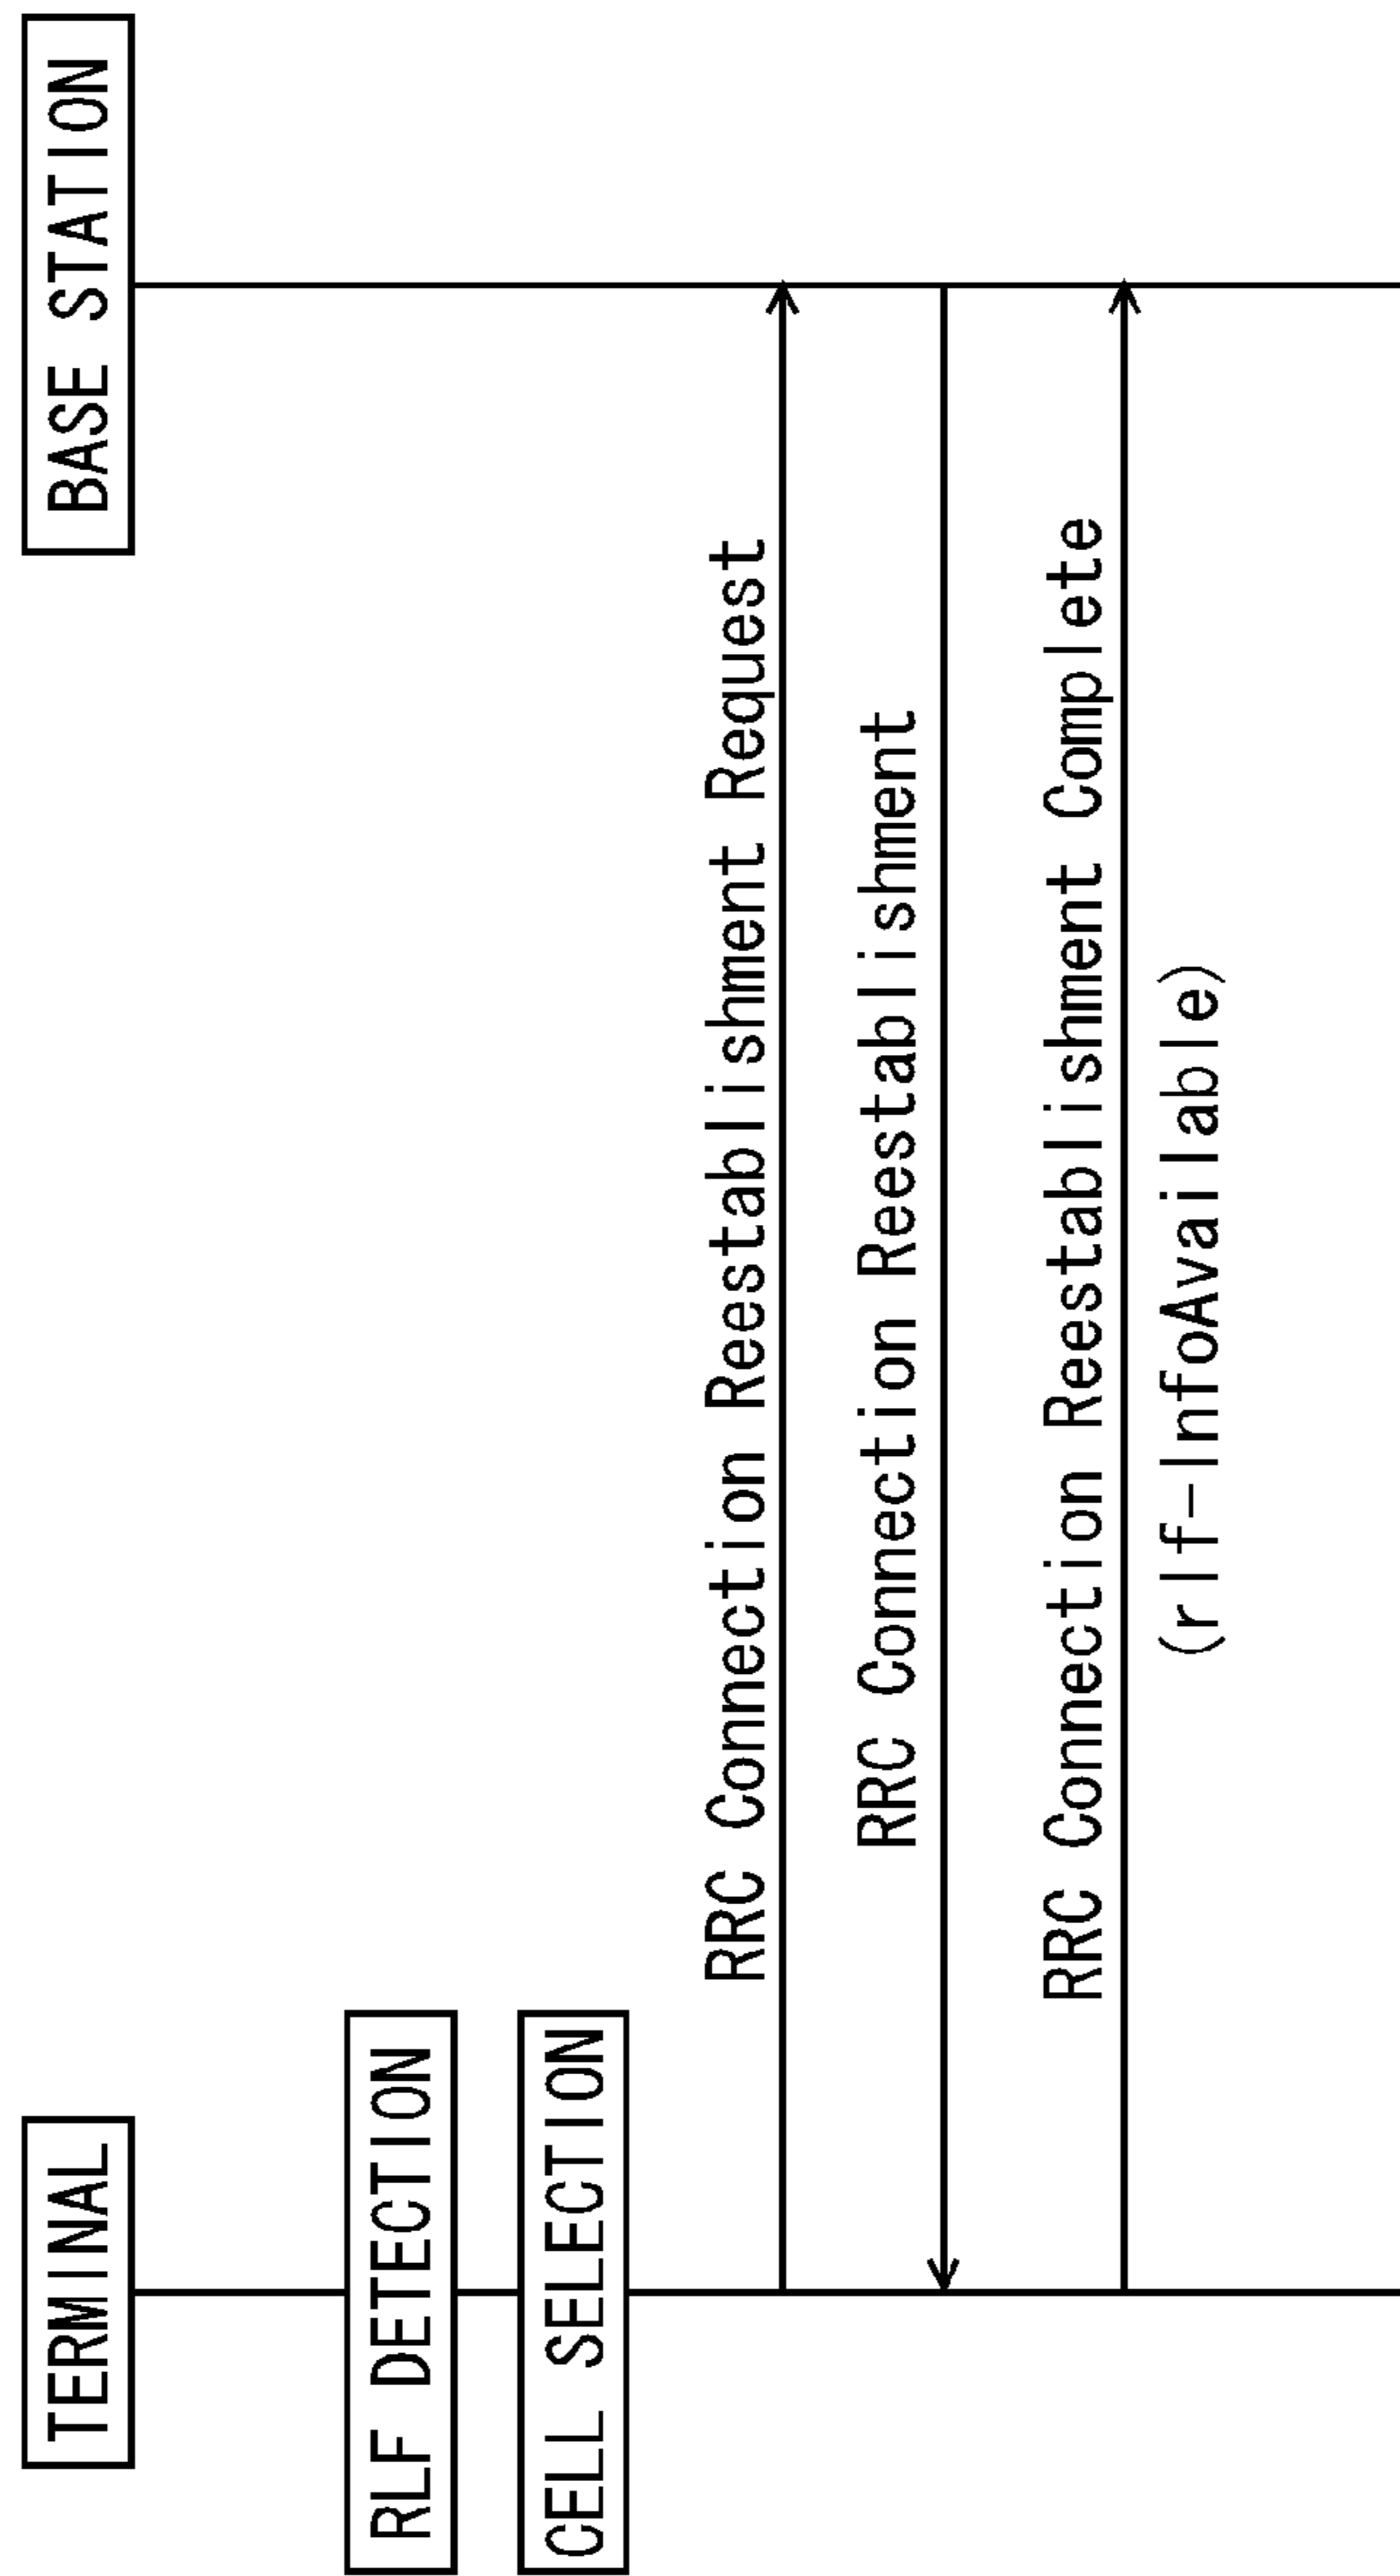 TERMINAL
BASE STATION
RLF DETECTION
CELL SELECTION
RRC Connection Reestablishment Request
RRC Connection Reestablishment
RRC Connection Reestablishment Complete
(rlf-InfoAvailable)